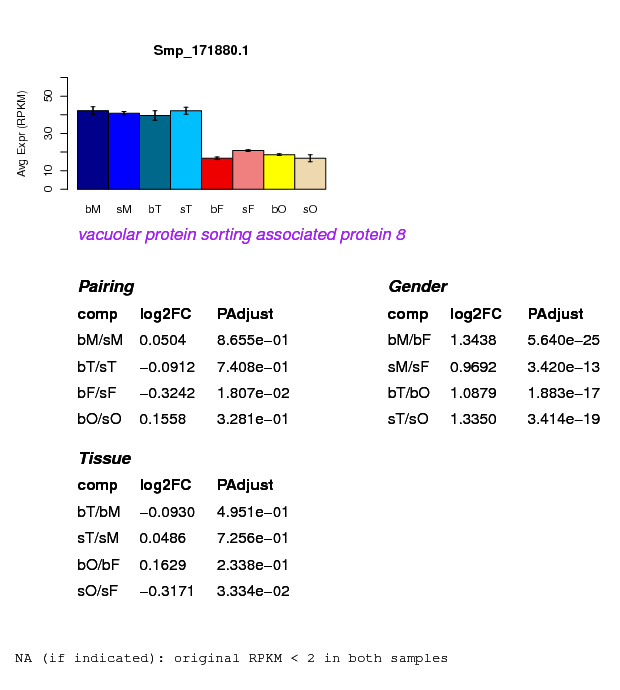 Smp_171880.1
Avg Expr (RPKM)
0 10 30 50
bM sM bT sT bF sF bO sO
vacuolar protein sorting associated protein 8
Pairing
comp log2FC PAdjust
bM/sM 0.0504 8.655e−01
bT/sT −0.0912 7.408e−01
bF/sF −0.3242 1.807e−02
bO/sO 0.1558 3.281e−01
Gender
comp log2FC PAdjust
bM/bF 1.3438 5.640e−25
sM/sF 0.9692 3.420e−13
bT/bO 1.0879 1.883e−17
sT/sO 1.3350 3.414e−19
Tissue
comp log2FC PAdjust
bT/bM −0.0930 4.951e−01
sT/sM 0.0486 7.256e−01
bO/bF 0.1629 2.338e−01
sO/sF −0.3171 3.334e−02
NA (if indicated): original RPKM < 2 in both samples